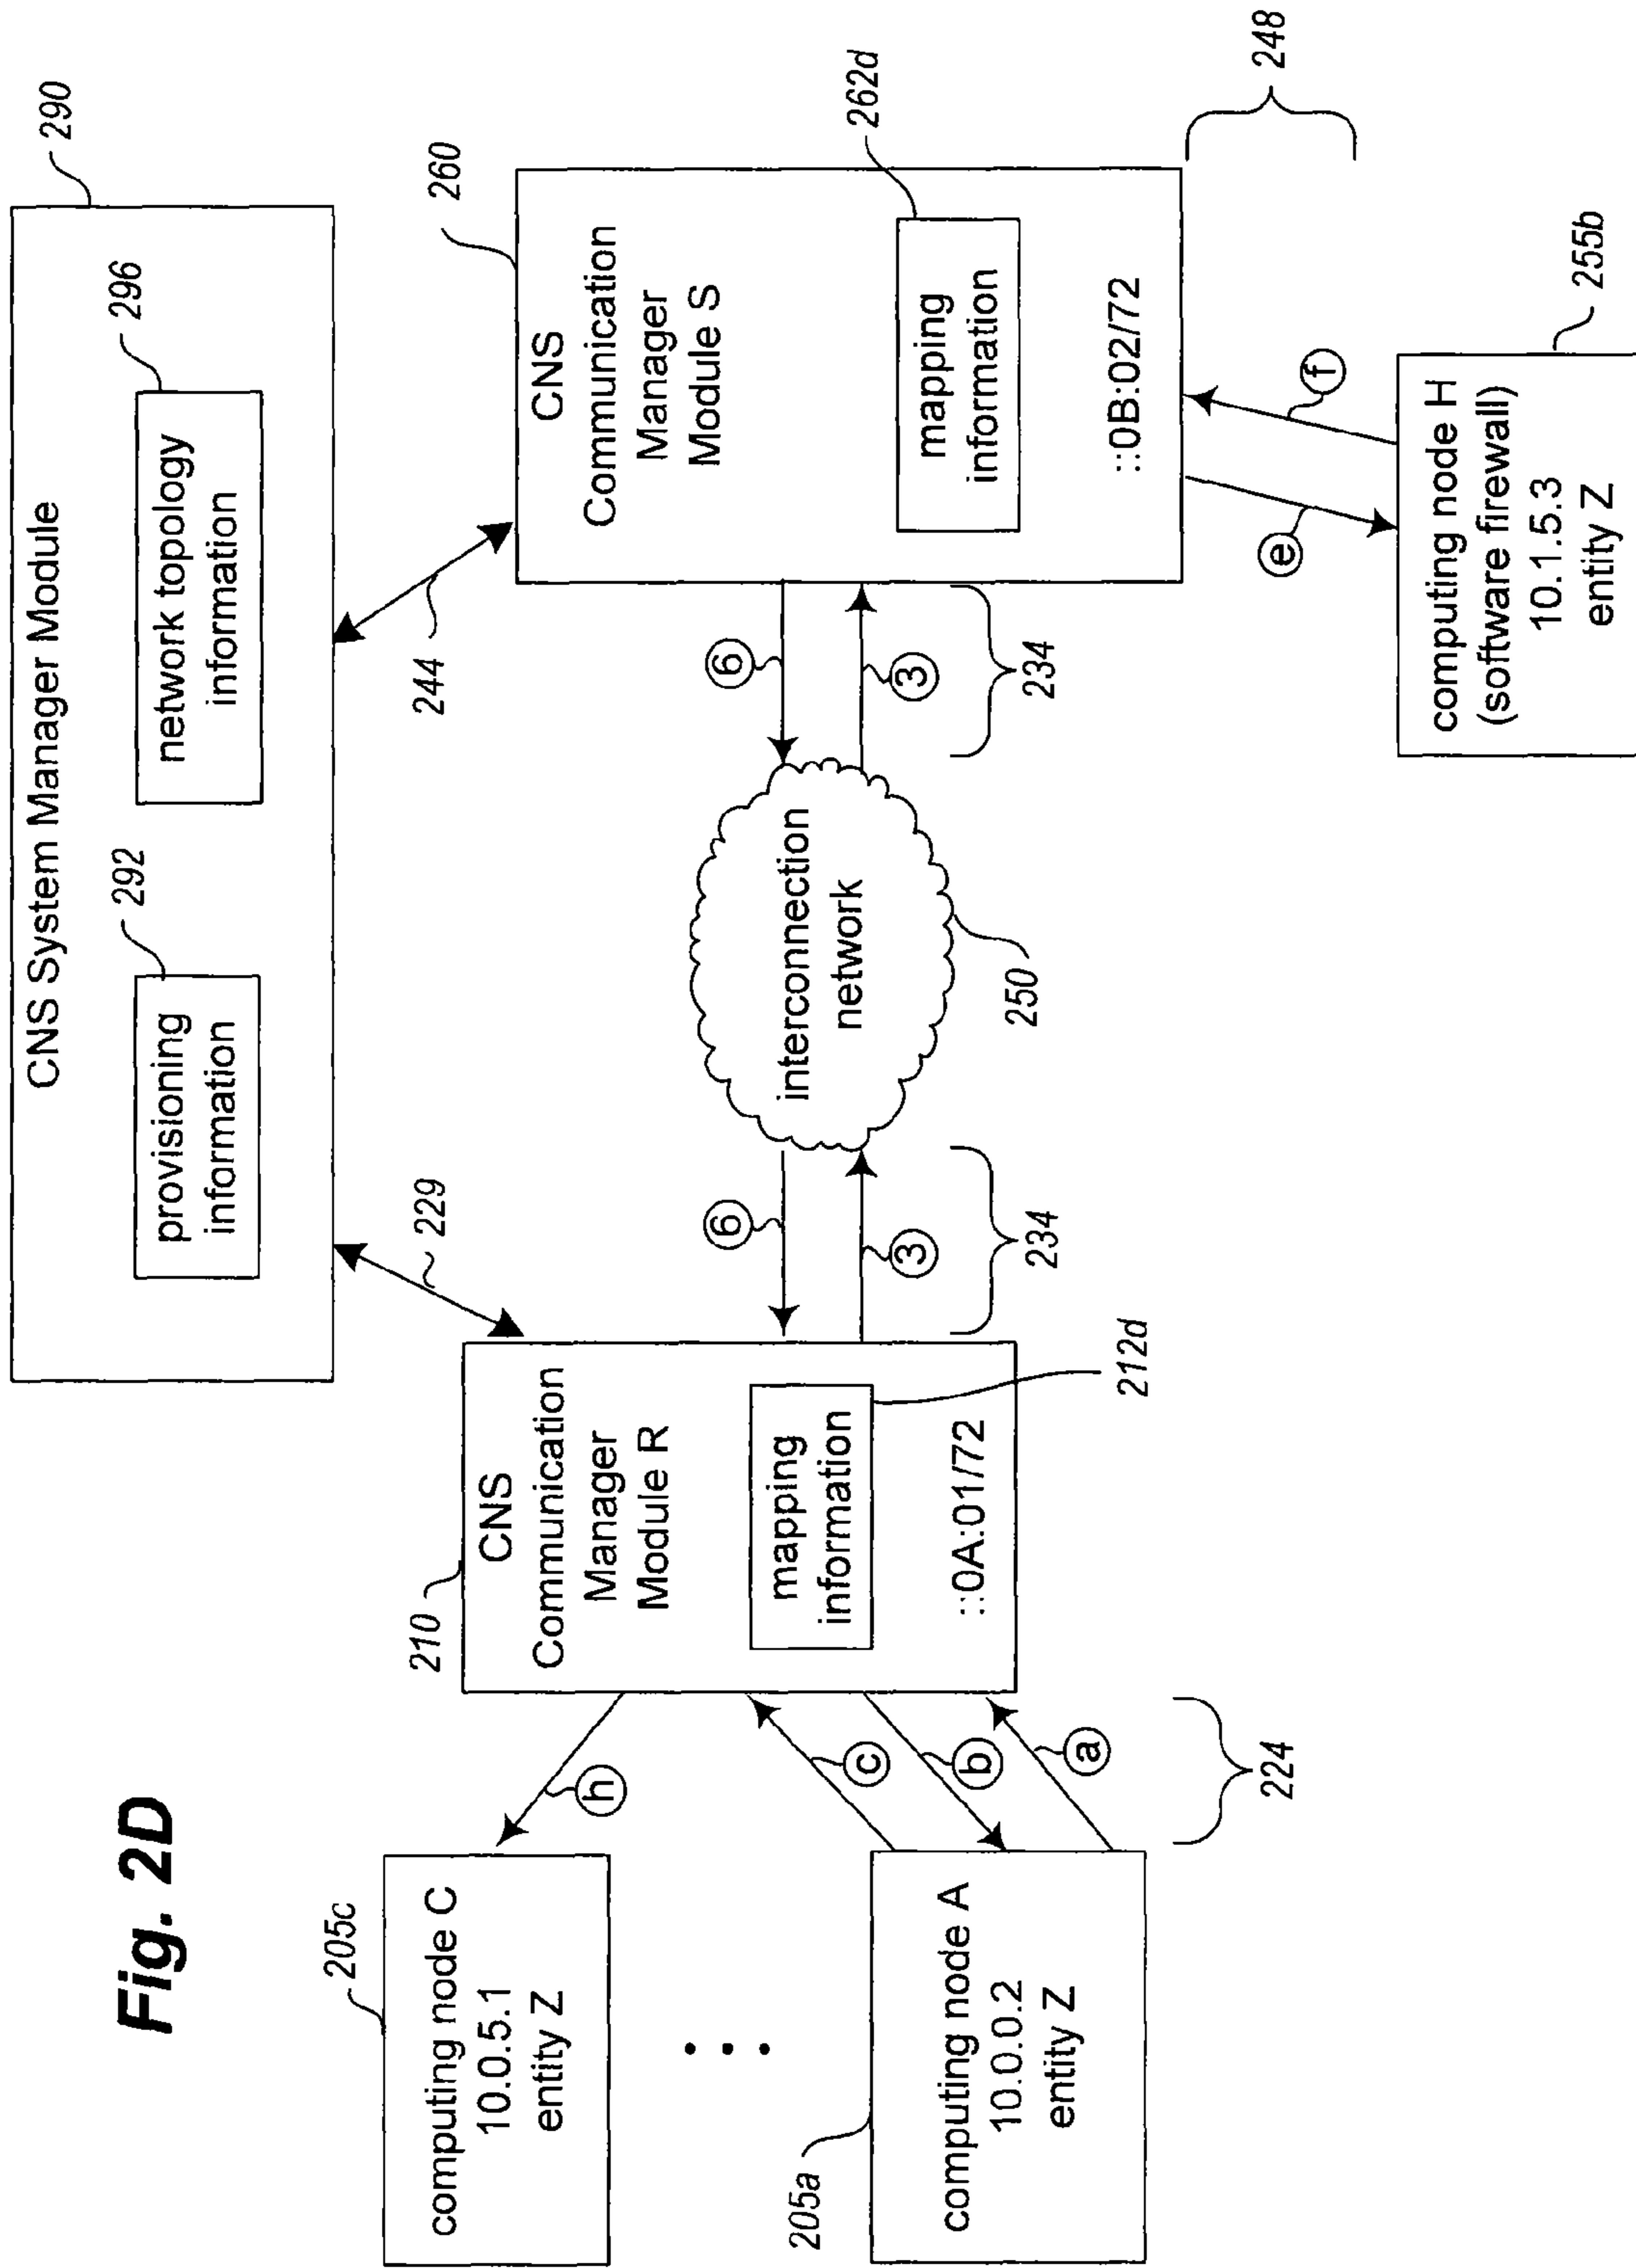 Fig. 2D
CNS System Manager Module
290
provisioning
information
292
network topology
information
296
229
244
210
CNS
Communication
Manager
Module R
mapping
information
212d
::0A:01/72
260
CNS
Communication
Manager
Module S
mapping
information
262d
::0B:02/72
205c
computing node C
10.0.5.1
entity Z
205a
computing node A
10.0.0.2
entity Z
h
c
b
a
224
6
3
234
interconnection
network
250
6
3
234
e
f
248
computing node H
(software firewall)
10.1.5.3
entity Z
255b